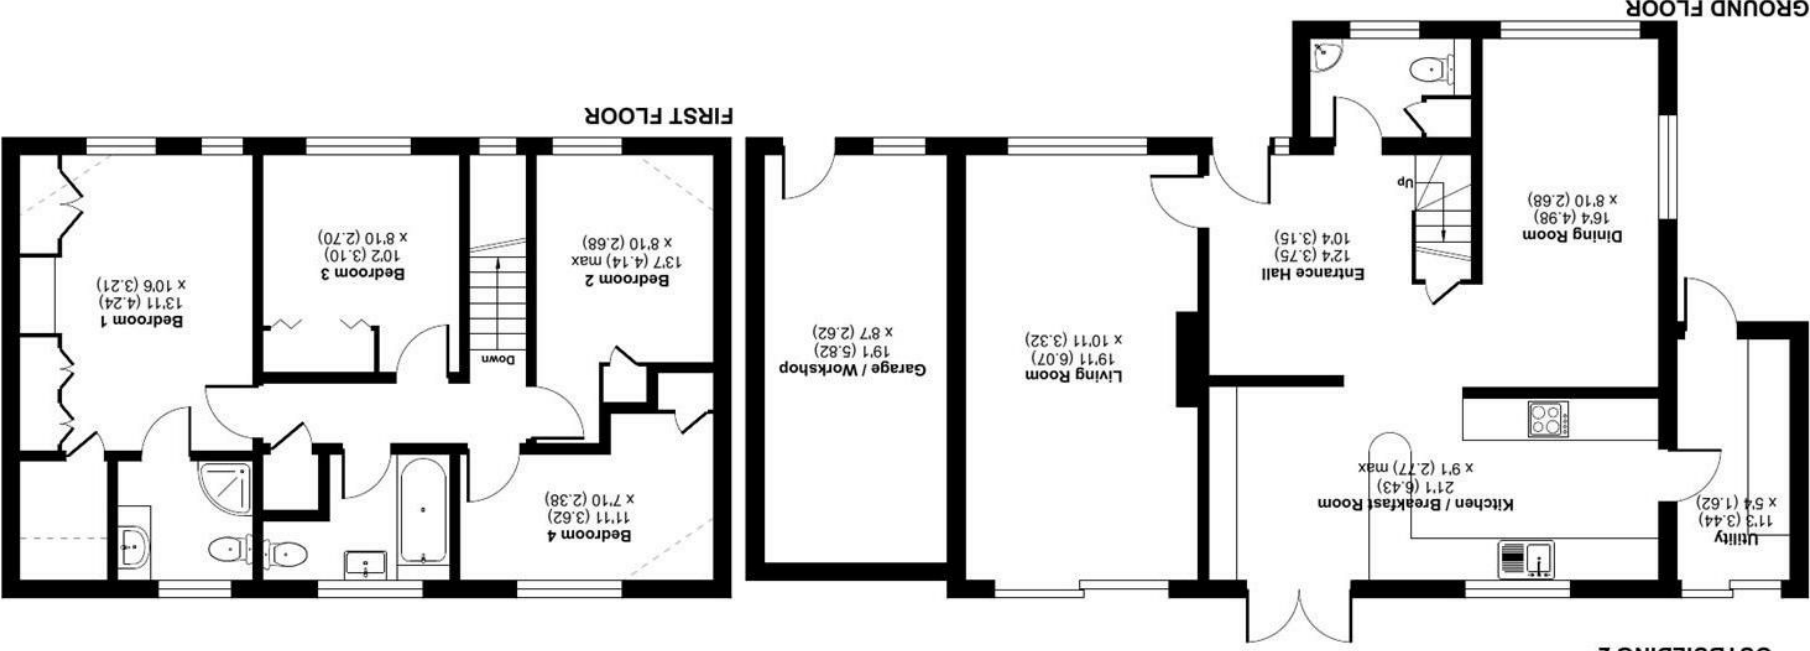 OUTBUILDING 2
Utility
11'3 (3.44)
x 5'4 (1.62)
Kitchen / Breakfast Room
21'1 (6.43)
x 9'1 (2.77) max
Dining Room
16'4 (4.98)
x 8'10 (2.68)
Entrance Hall
12'4 (3.75)
10'4 (3.15)
Up
Living Room
19'11 (6.07)
x 10'11 (3.32)
Garage / Workshop
19'1 (5.82)
x 8'7 (2.62)
GROUND FLOOR
Bedroom 4
11'11 (3.62)
x 7'10 (2.38)
Down
Bedroom 2
13'7 (4.14) max
x 8'10 (2.68)
Bedroom 3
10'2 (3.10)
x 8'10 (2.70)
Bedroom 1
13'11 (4.24)
x 10'6 (3.21)
FIRST FLOOR